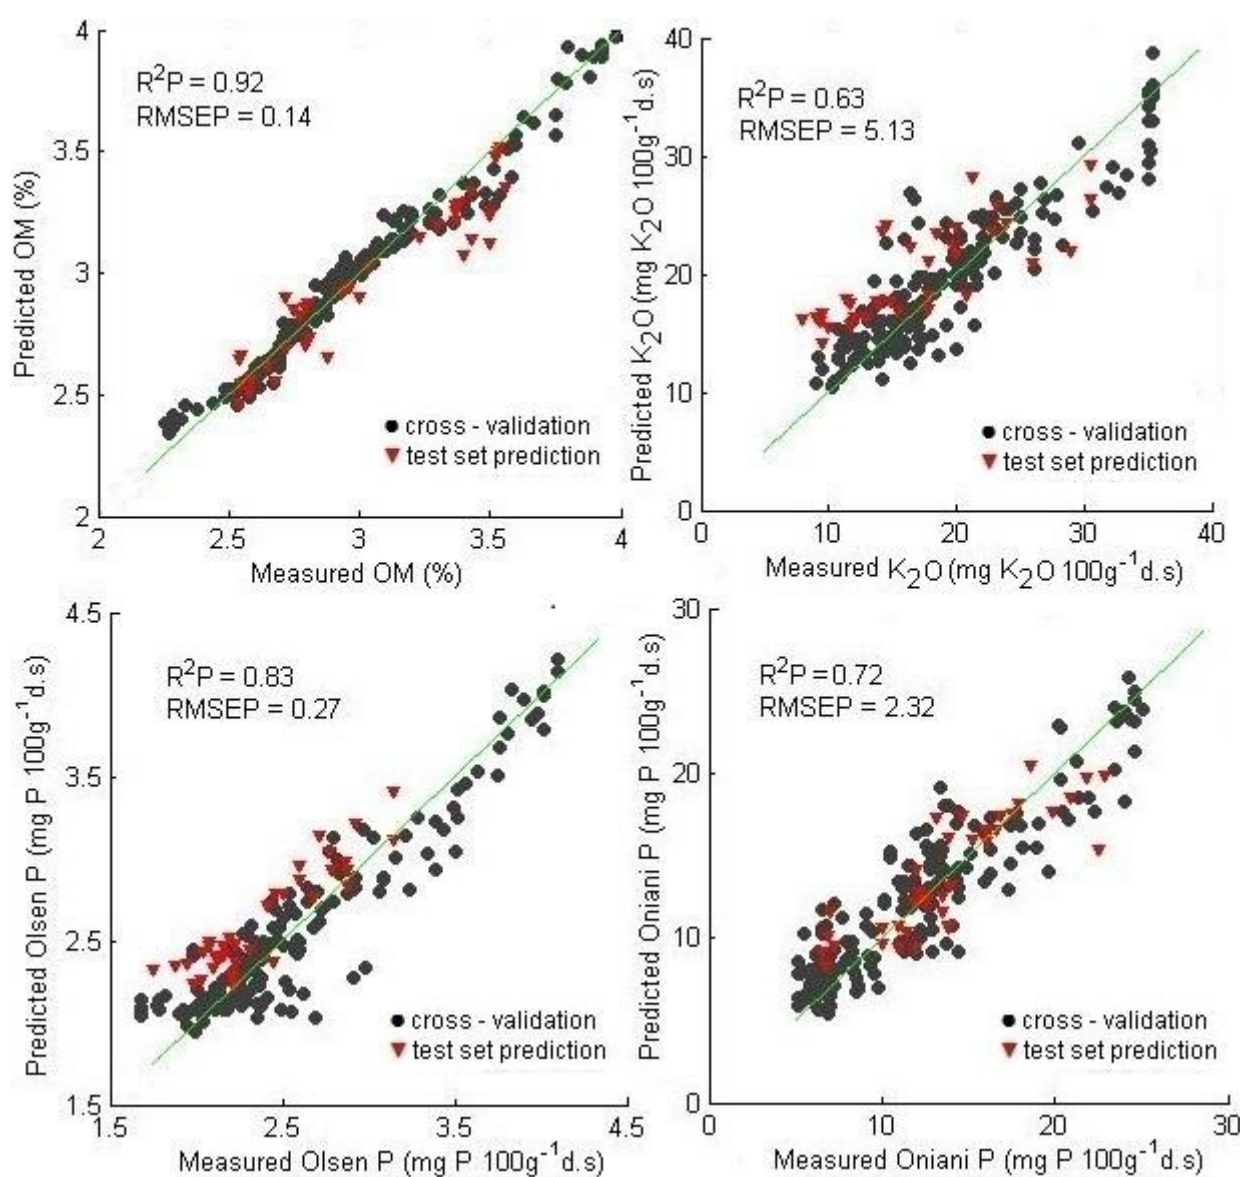 4
R²P = 0.92
RMSEP = 0.14
3.5
Predicted OM (%)
3.0
2.5
● cross - validation
▼ test set prediction
2
2
2.5
3
3.5
4
Measured OM (%)
40
R²P = 0.63
RMSEP = 5.13
30
Predicted K₂O (mg K₂O 100g⁻¹d.s)
20
10
● cross - validation
▼ test set prediction
0
0
10
20
30
40
Measured K₂O (mg K₂O 100g⁻¹d.s)
4.5
R²P = 0.83
RMSEP = 0.27
3.5
Predicted Olsen P (mg P 100g⁻¹d.s)
2.5
● cross - validation
▼ test set prediction
1.5
1.5
2.5
3.5
4.5
Measured Olsen P (mg P 100g⁻¹d.s)
30
R²P = 0.72
RMSEP = 2.32
20
Predicted Oniani P (mg P 100g⁻¹d.s)
10
● cross - validation
▼ test set prediction
0
0
10
20
30
Measured Oniani P (mg P 100g⁻¹d.s)